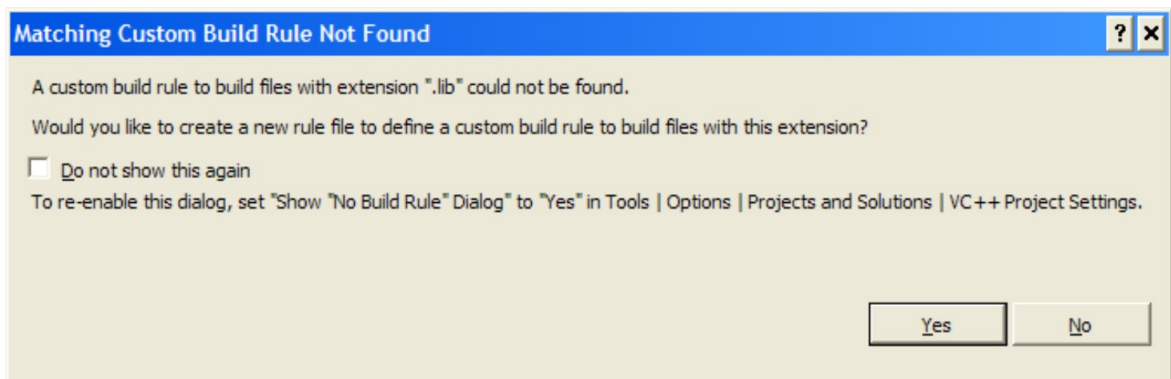 Matching Custom Build Rule Not Found
A custom build rule to build files with extension ".lib" could not be found.
Would you like to create a new rule file to define a custom build rule to build files with this extension?
Do not show this again
To re-enable this dialog, set "Show "No Build Rule" Dialog" to "Yes" in Tools | Options | Projects and Solutions | VC++ Project Settings.
Yes No